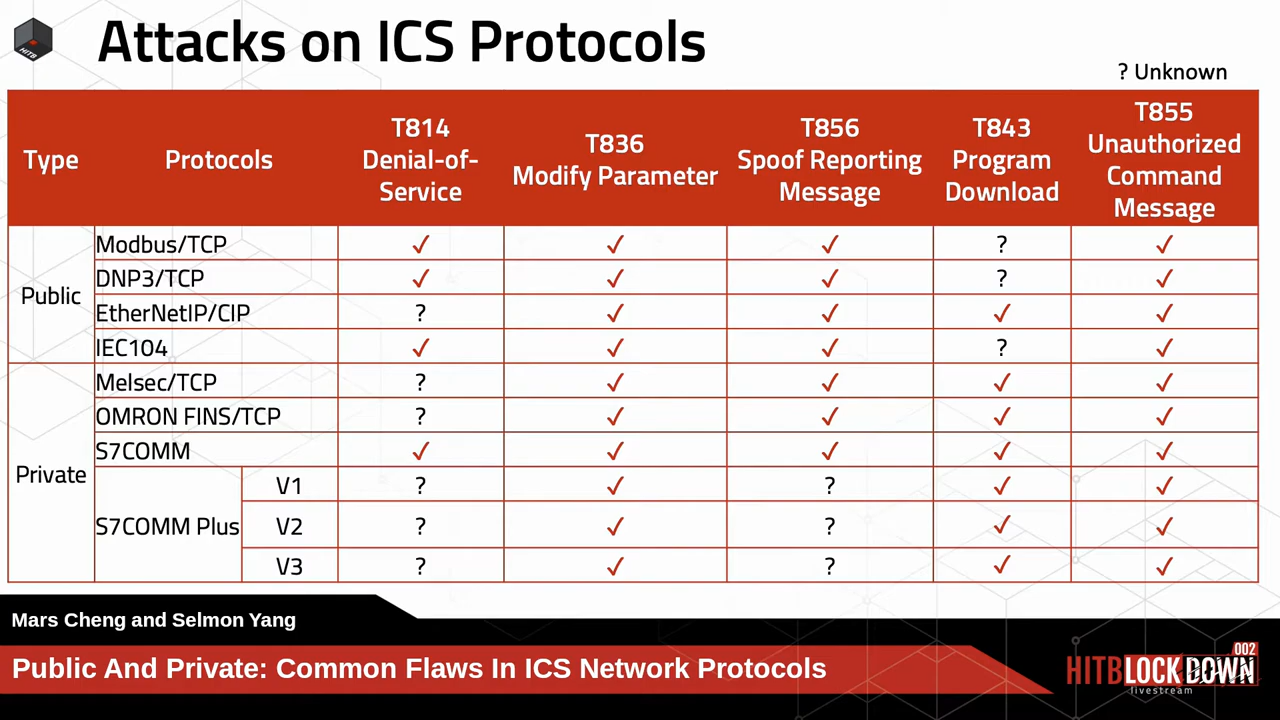 HITB
Attacks on ICS Protocols
? Unknown
Type Protocols T814 Denial-of-Service T836 Modify Parameter T856 Spoof Reporting Message T843 Program Download T855 Unauthorized Command Message
Public
Modbus/TCP ✓ ✓ ✓ ? ✓
DNP3/TCP ✓ ✓ ✓ ? ✓
EtherNetIP/CIP ? ✓ ✓ ✓ ✓
IEC104 ✓ ✓ ✓ ? ✓
Private
Melsec/TCP ? ✓ ✓ ✓ ✓
OMRON FINS/TCP ? ✓ ✓ ✓ ✓
S7COMM ✓ ✓ ✓ ✓ ✓
S7COMM Plus
V1 ? ✓ ? ✓ ✓
V2 ? ✓ ? ✓ ✓
V3 ? ✓ ? ✓ ✓
Mars Cheng and Selmon Yang
Public And Private: Common Flaws In ICS Network Protocols
002
HITBLOCKDOWN
livestream